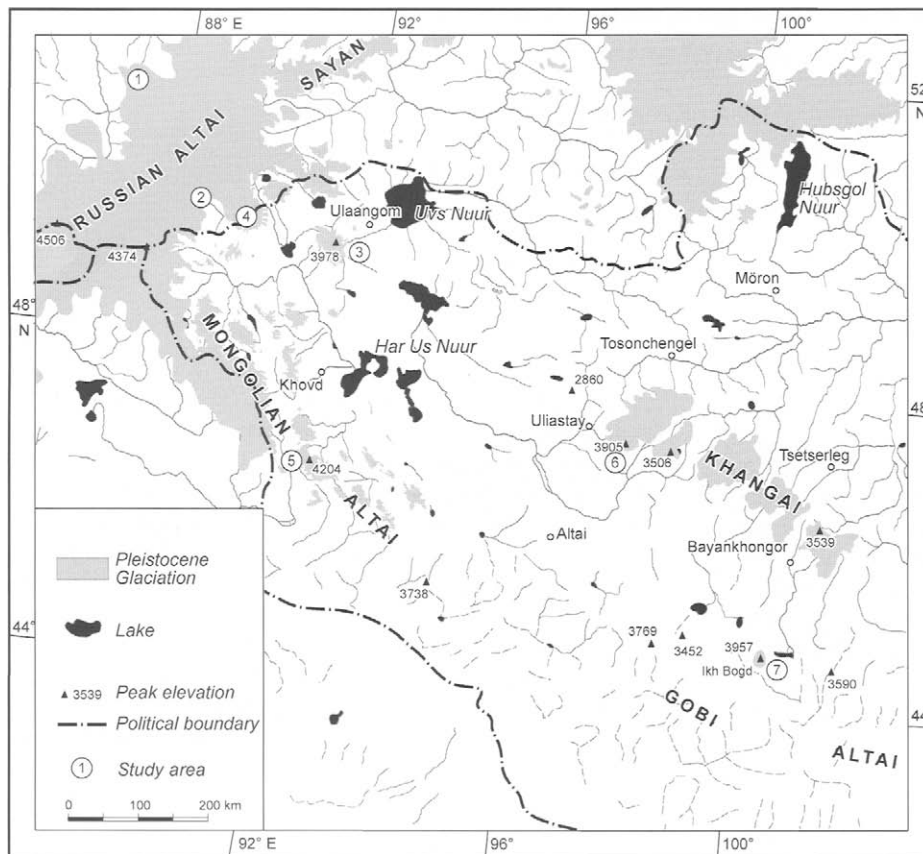 88° E
92°
96°
100°
52
SAYAN
1
RUSSIAN ALTAI
2
4
Ulaangom
Uvs Nuur
Hubsgol
Nuur
4506
4374
3978
3
Möron
48°
N
MONGOLIAN
Har Us Nuur
Tosonchengel
Khovd
2860
48
Uliastay
3905
3506
6
KHANGAI
Tsetserleg
5
4204
ALTAI
Altai
3539
Bayankhongor
3738
44°
N
3769
3452
3957
Ikh Bogd
7
3590
GOBI
44
ALTAI
Pleistocene
Glaciation
Lake
3539 Peak elevation
Political boundary
1 Study area
0 100 200 km
92° E
96°
100°